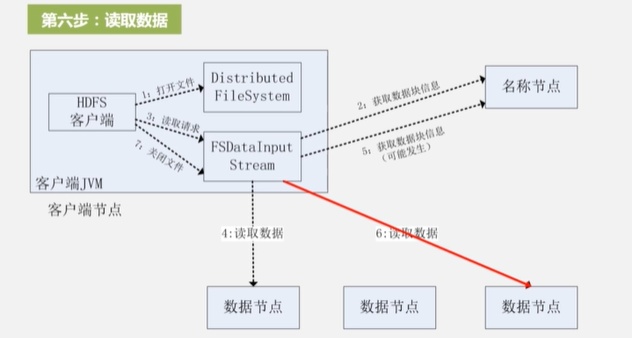 第六步：读取数据
1：打开文件
Distributed
FileSystem
HDFS
客户端
3：读取请求
7：关闭文件
FSDataInput
Stream
2：获取数据块信息
名称节点
5：获取数据块信息
（可能发生）
客户端JVM
客户端节点
4:读取数据
6:读取数据
数据节点
数据节点
数据节点